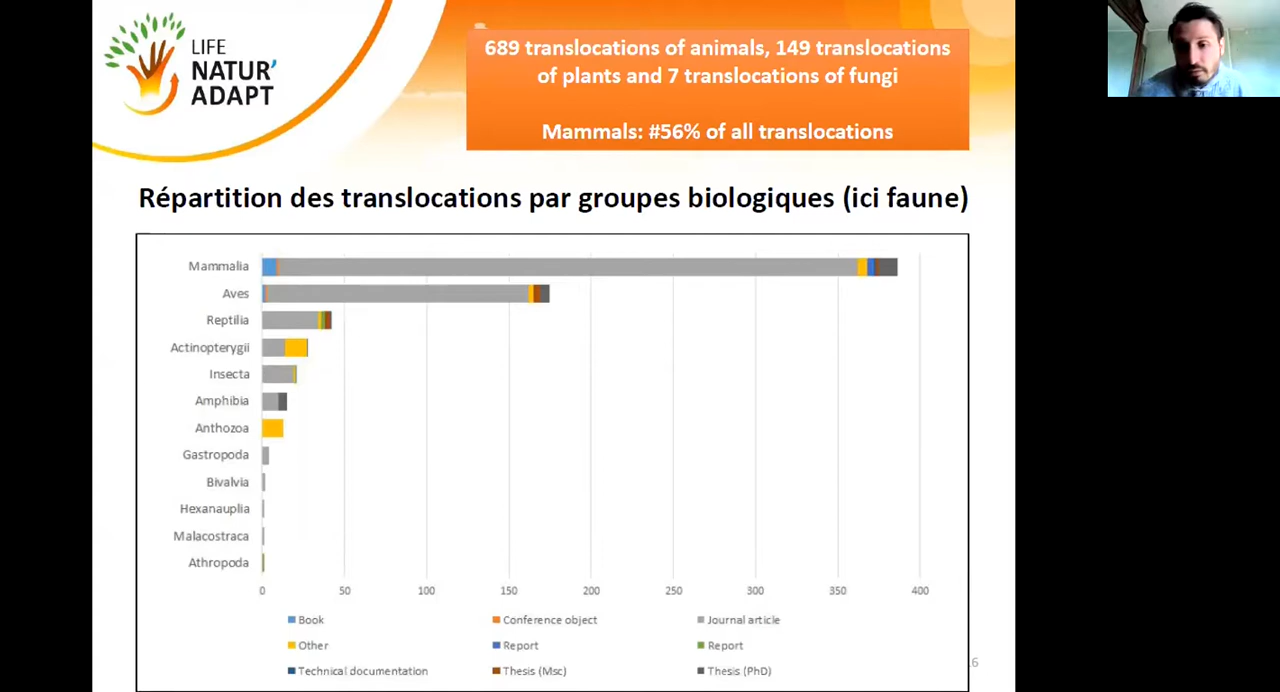 LIFE
NATUR'
ADAPT
689 translocations of animals, 149 translocations
of plants and 7 translocations of fungi
Mammals: #56% of all translocations
Répartition des translocations par groupes biologiques (ici faune)
Mammalia
Aves
Reptilia
Actinopterygii
Insecta
Amphibia
Anthozoa
Gastropoda
Bivalvia
Hexanauplia
Malacostraca
Athropoda
0 50 100 150 200 250 300 350 400
Book Conference object Journal article
Other Report Report
Technical documentation Thesis (Msc) Thesis (PhD)